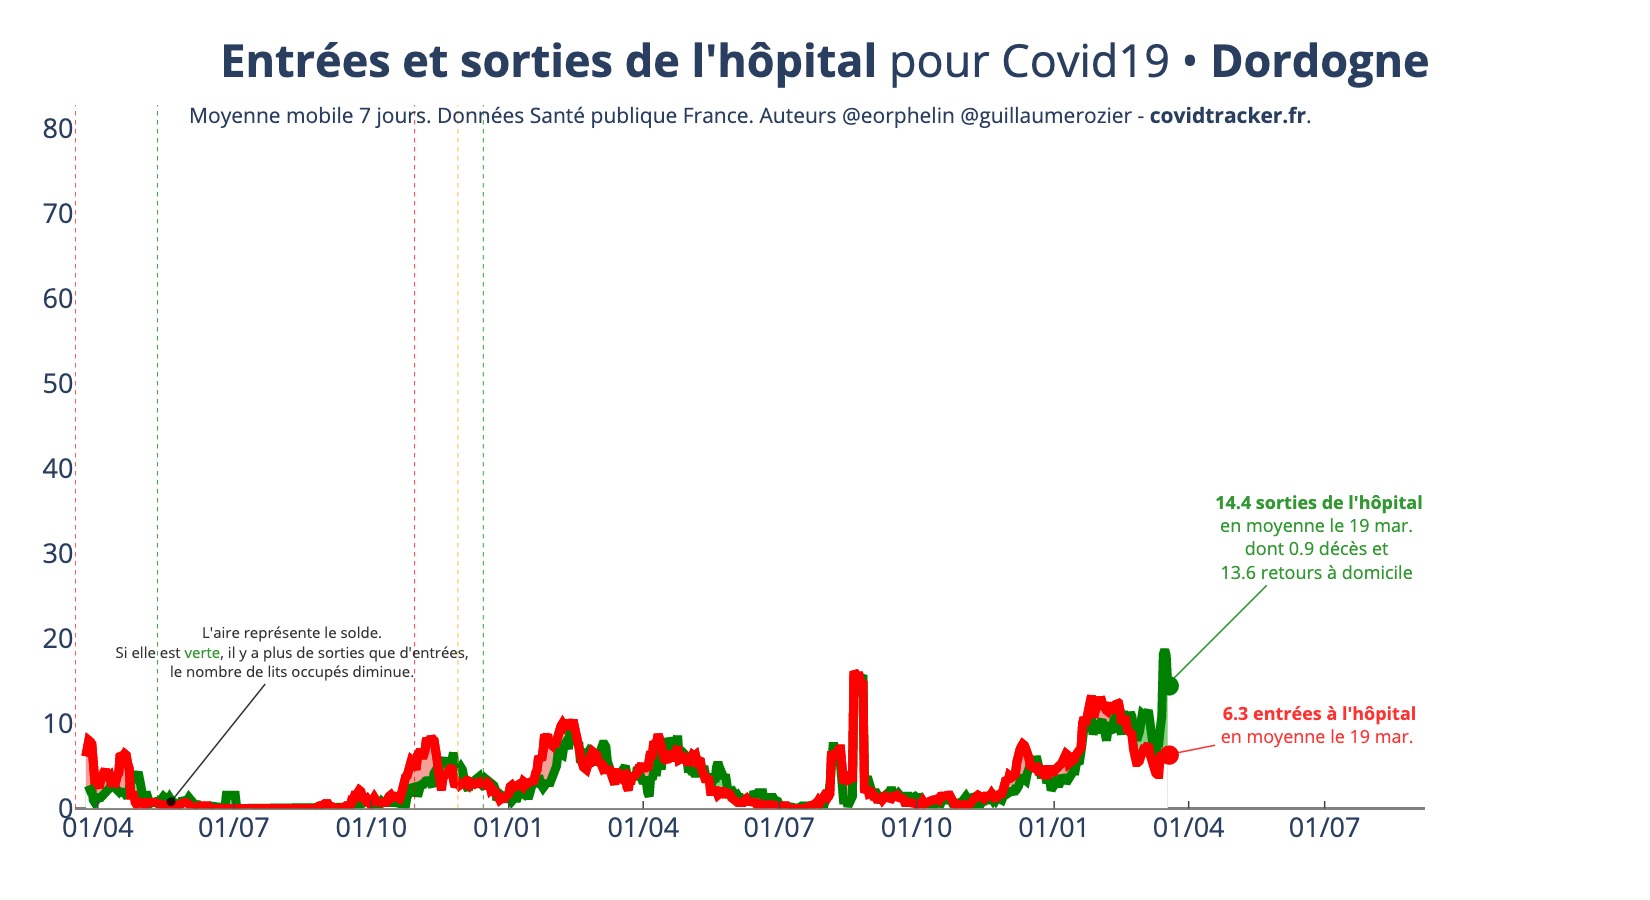 Entrées et sorties de l'hôpital pour Covid19 • Dordogne
Moyenne mobile 7 jours. Données Santé publique France. Auteurs @eorphelin @guillaumerozier - covidtracker.fr.
80
70
60
50
40
30
20
10
0
14.4 sorties de l'hôpital
en moyenne le 19 mar.
dont 0.9 décès et
13.6 retours à domicile
L'aire représente le solde.
Si elle est verte, il y a plus de sorties que d'entrées,
le nombre de lits occupés diminue.
6.3 entrées à l'hôpital
en moyenne le 19 mar.
01/04 01/07 01/10 01/01 01/04 01/07 01/10 01/01 01/04 01/07